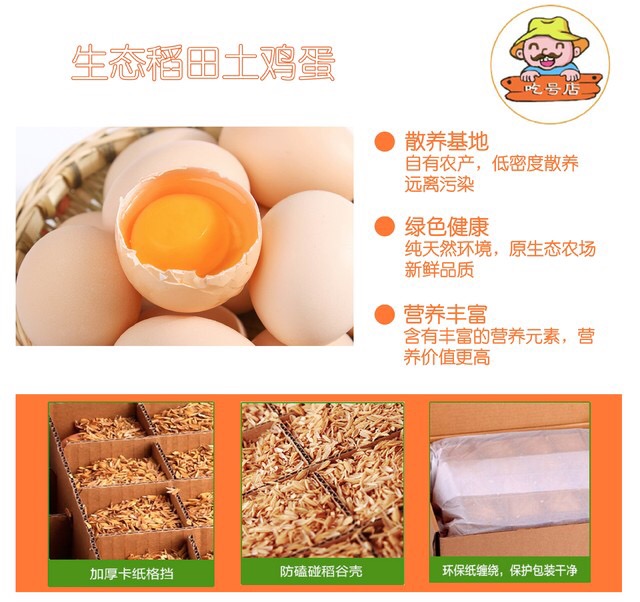 生态稻田土鸡蛋
吃号店
散养基地
自有农产，低密度散养
远离污染
绿色健康
纯天然环境，原生态农场
新鲜品质
营养丰富
含有丰富的营养元素，营
养价值更高
加厚卡纸格挡
防磕碰稻谷壳
环保纸缠绕，保护包装干净